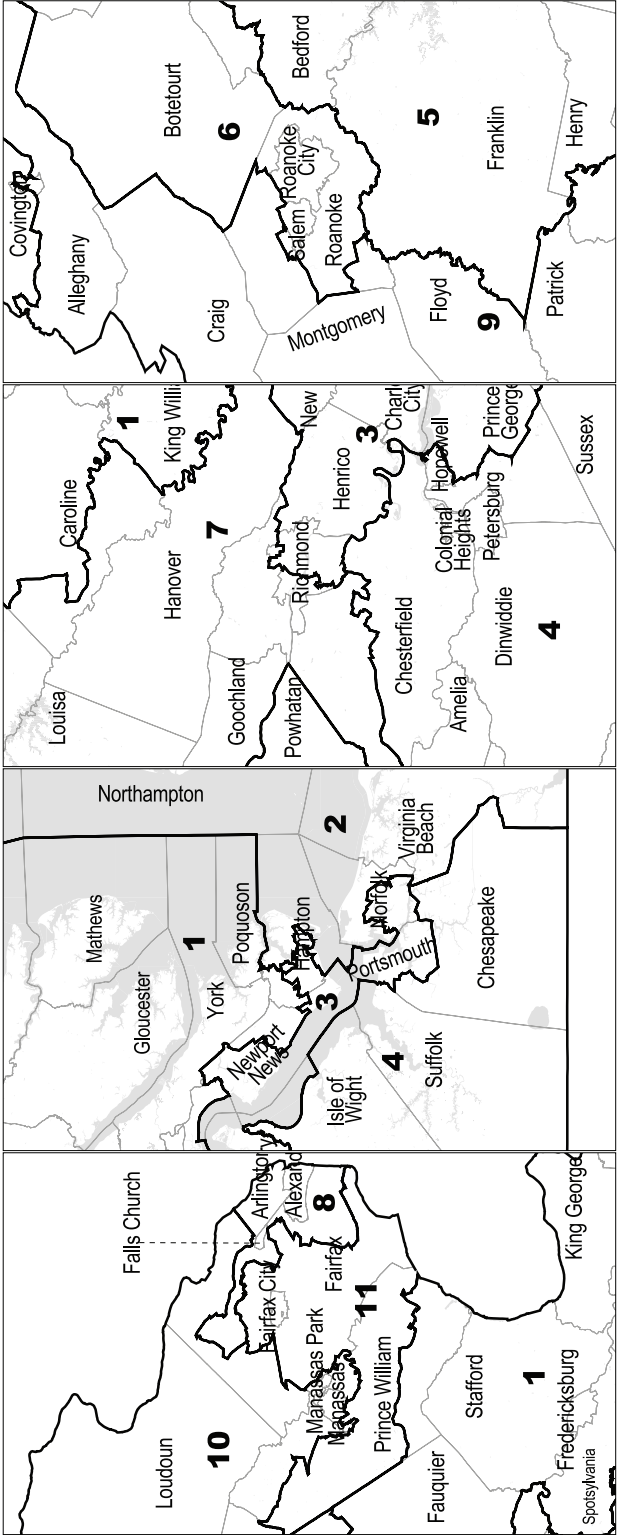 Covington
Alleghany
Botetourt
Bedford
6
Craig
Salem
Roanoke
City
Roanoke
5
Franklin
Henry
Montgomery
Floyd
9
Patrick
Caroline
1
King Willia
Louisa
Hanover
7
New
Henrico
3
Charle
City
Richmond
Goochland
Powhatan
Chesterfield
Hopewell
Prince
George
Colonial
Heights
Petersburg
Sussex
Amelia
Dinwiddie
4
Northampton
Mathews
Gloucester
1
York
Poquoson
Hampton
2
Virginia
Beach
Norfolk
Newport
News
3
Portsmouth
Chesapeake
Isle of
Wight
4
Suffolk
Falls Church
Arlington
Alexand
8
Fairfax City
Fairfax
11
Loudoun
10
Manassas Park
Manassas
Prince William
King George
Fauquier
Stafford
1
Fredericksburg
Spotsylvania